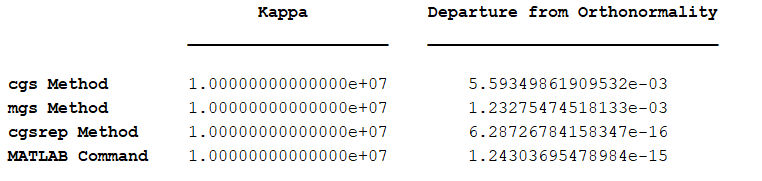 Kappa Departure from Orthonormality
cgs Method 1.00000000000000e+07 5.59349861909532e-03
mgs Method 1.00000000000000e+07 1.23275474518133e-03
cgsrep Method 1.00000000000000e+07 6.28726784158347e-16
MATLAB Command 1.00000000000000e+07 1.24303695478984e-15